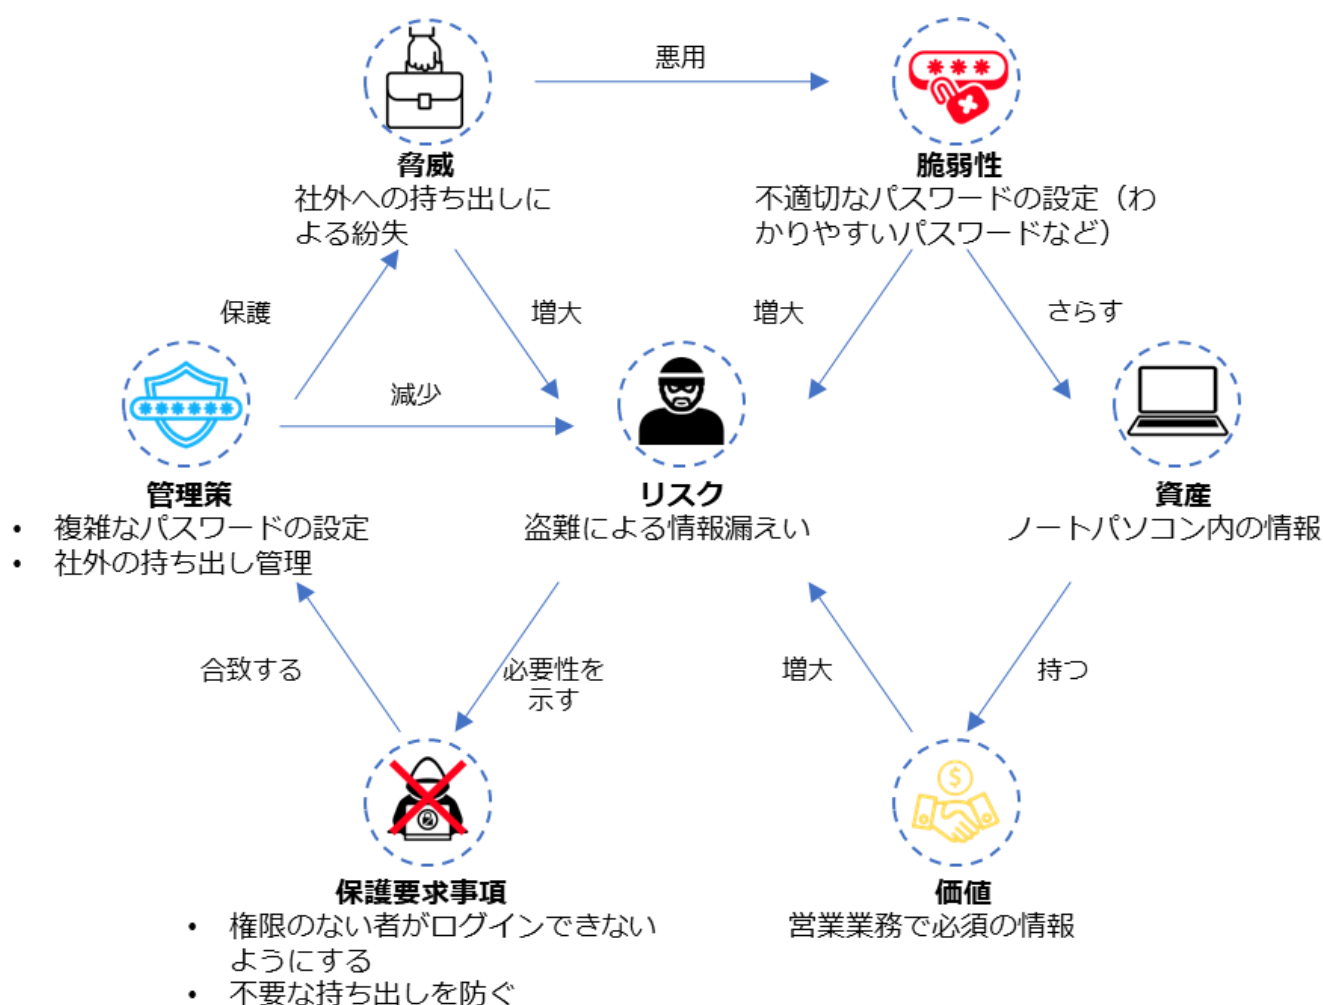 悪用
脅威
社外への持ち出しに
よる紛失
脆弱性
不適切なパスワードの設定（わ
かりやすいパスワードなど）
保護
増大
増大
さらす
減少
管理策
• 複雑なパスワードの設定
• 社外の持ち出し管理
リスク
盗難による情報漏えい
資産
ノートパソコン内の情報
合致する
必要性を
示す
増大
持つ
$
保護要求事項
• 権限のない者がログインできない
ようにする
• 不要な持ち出しを防ぐ
価値
営業業務で必須の情報